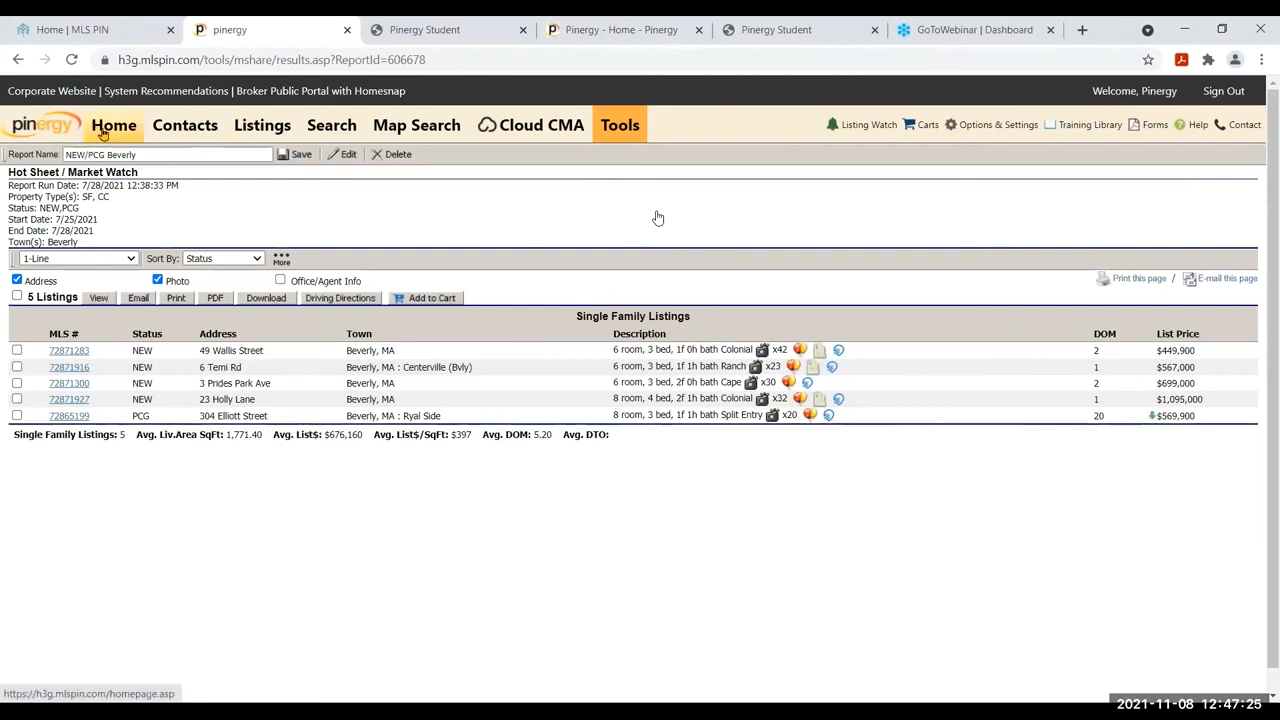 Home | MLS PIN
pinergy
Pinergy Student
Pinergy - Home - Pinergy
Pinergy Student
GoToWebinar | Dashboard
h3g.mlspin.com/tools/mshare/results.asp?ReportId=606678
Corporate Website | System Recommendations | Broker Public Portal with Homesnap
Welcome, Pinergy Sign Out
pinergy Home Contacts Listings Search Map Search Cloud CMA Tools
Listing Watch Carts Options & Settings Training Library Forms Help Contact
Report Name: NEW/PCG Beverly Save Edit Delete
Hot Sheet / Market Watch
Report Run Date: 7/28/2021 12:38:33 PM
Property Type(s): SF, CC
Status: NEW,PCG
Start Date: 7/25/2021
End Date: 7/28/2021
Town(s): Beverly
1-Line Sort By: Status More
Address Photo Office/Agent Info
Print this page / E-mail this page
5 Listings View Email Print PDF Download Driving Directions Add to Cart
Single Family Listings
MLS # Status Address Town Description DOM List Price
72871283 NEW 49 Wallis Street Beverly, MA 6 room, 3 bed, 1f 0h bath Colonial x42 2 $449,900
72871916 NEW 6 Temi Rd Beverly, MA : Centerville (Bvly) 6 room, 3 bed, 1f 1h bath Ranch x23 1 $567,000
72871300 NEW 3 Prides Park Ave Beverly, MA 6 room, 3 bed, 2f 0h bath Cape x30 2 $699,000
72871927 NEW 23 Holly Lane Beverly, MA 8 room, 4 bed, 2f 1h bath Colonial x32 1 $1,095,000
72865199 PCG 304 Elliott Street Beverly, MA : Ryal Side 8 room, 3 bed, 1f 1h bath Split Entry x20 20 $569,900
Single Family Listings: 5 Avg. Liv.Area SqFt: 1,771.40 Avg. List$: $676,160 Avg. List$/SqFt: $397 Avg. DOM: 5.20 Avg. DTO:
https://h3g.mlspin.com/homepage.asp
2021-11-08 12:47:25